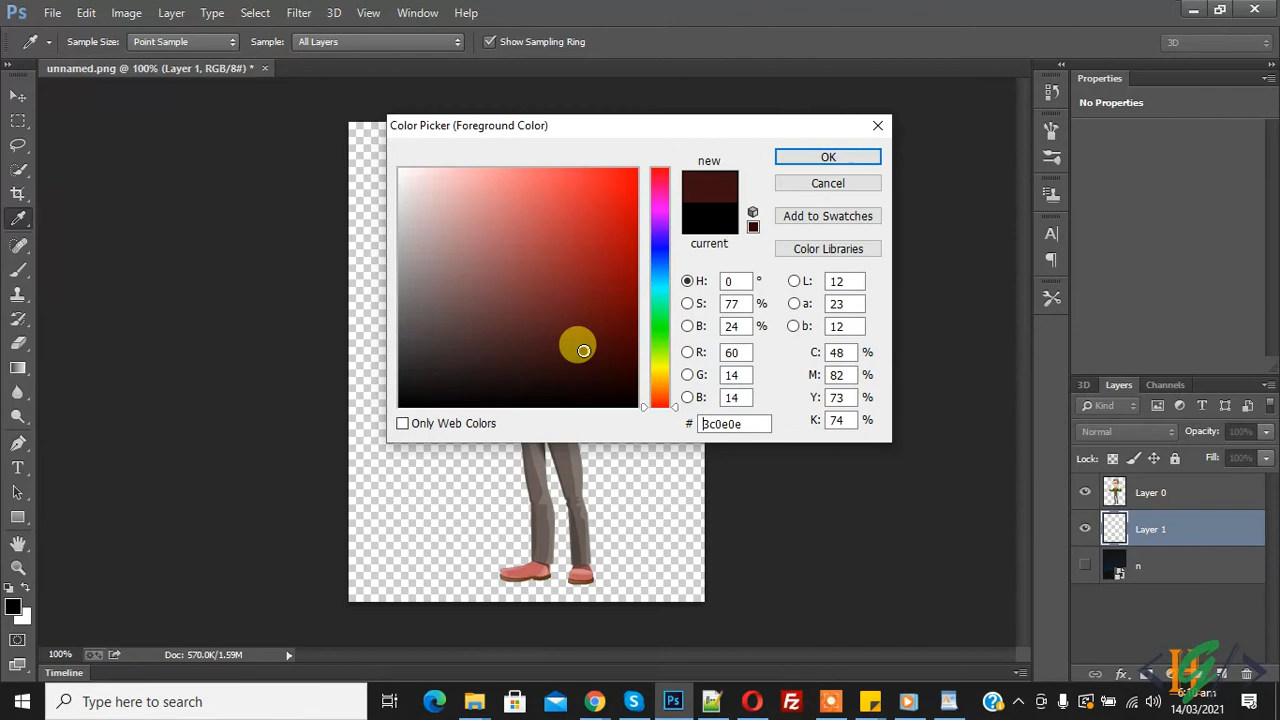 Ps File Edit Image Layer Type Select Filter 3D View Window Help
Sample Size: Point Sample Sample: All Layers Show Sampling Ring 3D
unnamed.png @ 100% (Layer 1, RGB/8#) * ×
Properties
No Properties
Color Picker (Foreground Color)
new
current
OK
Cancel
Add to Swatches
Color Libraries
H: 0 °
S: 77 %
B: 24 %
R: 60
G: 14
B: 14
L: 12
a: 23
b: 12
C: 48 %
M: 82 %
Y: 73 %
K: 74 %
# 3c0e0e
Only Web Colors
3D Layers Channels
Kind
Normal Opacity: 100%
Lock: Fill: 100%
Layer 0
Layer 1
n
100% Doc: 570.0K/1.59M
Timeline
Type here to search
14/03/2021